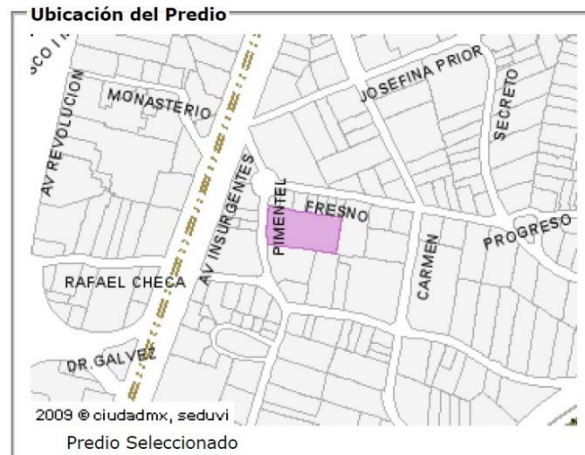 Ubicación del Predio
SCO I
MONASTERIO
JOSEFINA PRIOR
SECRETO
AV REVOLUCION
AV INSURGENTES
PIMENTEL
FRESNO
PROGRESO
CARMEN
RAFAEL CHECA
DR. GALVEZ
2009 © ciudadmx, seduvi
Predio Seleccionado